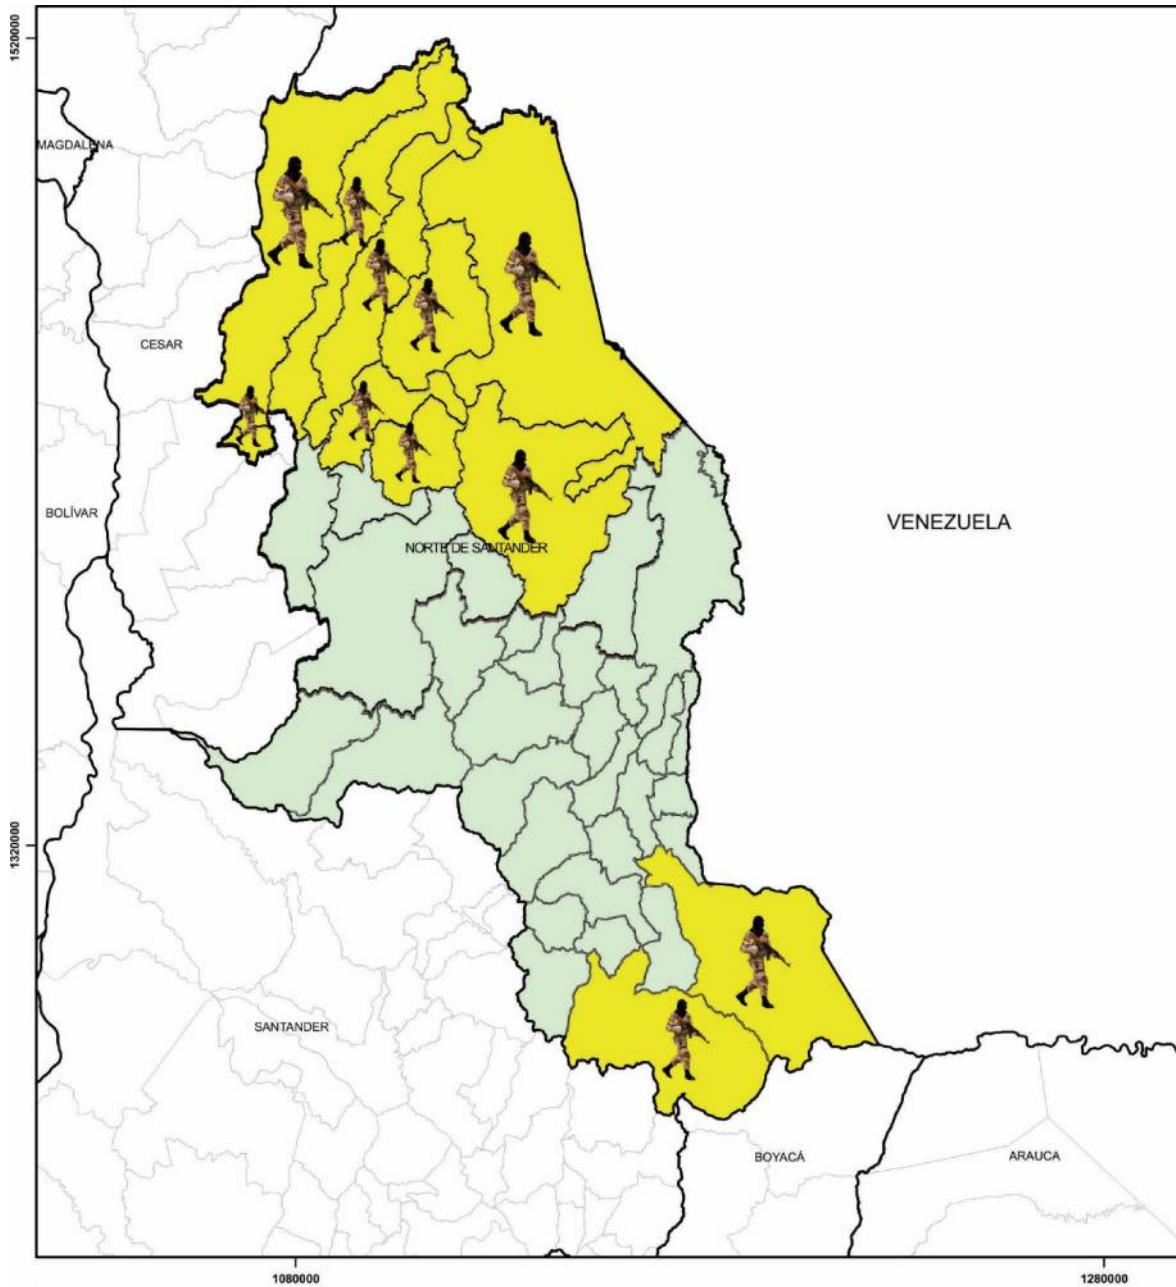 1520000
MAGDALENA
CESAR
BOLÍVAR
VENEZUELA
NORTE DE SANTANDER
1320000
SANTANDER
BOYACÁ
ARAUCA
1080000
1280000